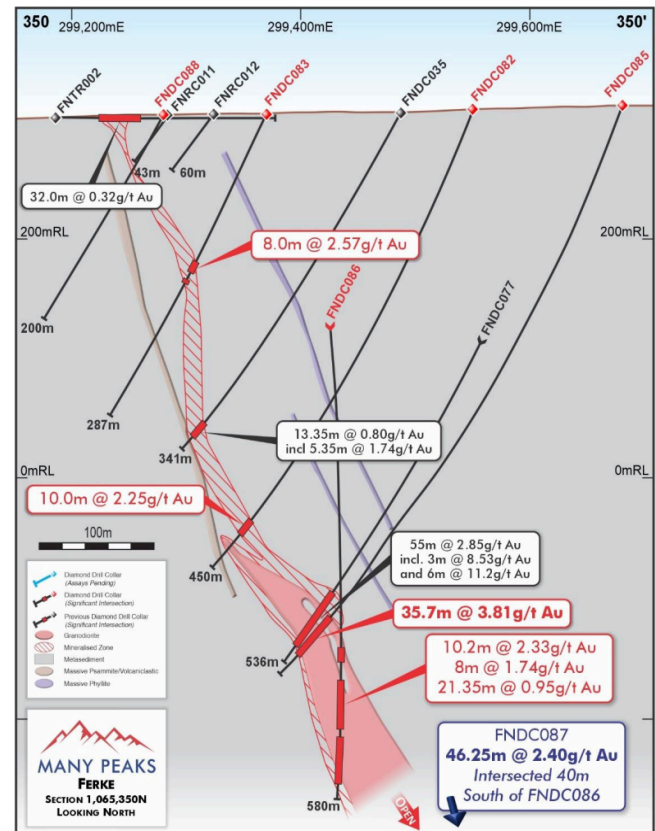 350
299,200mE
299,400mE
299,600mE
350'
FNTR002
FNDC088
FNRC011
FNRC012
FNDC083
FNDC035
FNDC082
FNDC085
43m
60m
32.0m @ 0.32g/t Au
200mRL
200mRL
8.0m @ 2.57g/t Au
FNDC086
FNDC077
200m
287m
13.35m @ 0.80g/t Au
incl 5.35m @ 1.74g/t Au
341m
0mRL
0mRL
10.0m @ 2.25g/t Au
100m
55m @ 2.85g/t Au
incl. 3m @ 8.53g/t Au
and 6m @ 11.2g/t Au
450m
Diamond Drill Collar
(Assays Pending)
Diamond Drill Collar
(Significant Intersection)
Previous Diamond Drill Collar
(Significant Intersection)
Granodiorite
Mineralised Zone
Metasediment
Massive Psammite/Volcaniclastic
Massive Phyllite
35.7m @ 3.81g/t Au
536m
10.2m @ 2.33g/t Au
8m @ 1.74g/t Au
21.35m @ 0.95g/t Au
MANY PEAKS
FERKE
SECTION 1,065,350N
LOOKING NORTH
FNDC087
46.25m @ 2.40g/t Au
Intersected 40m
South of FNDC086
580m
OPEN